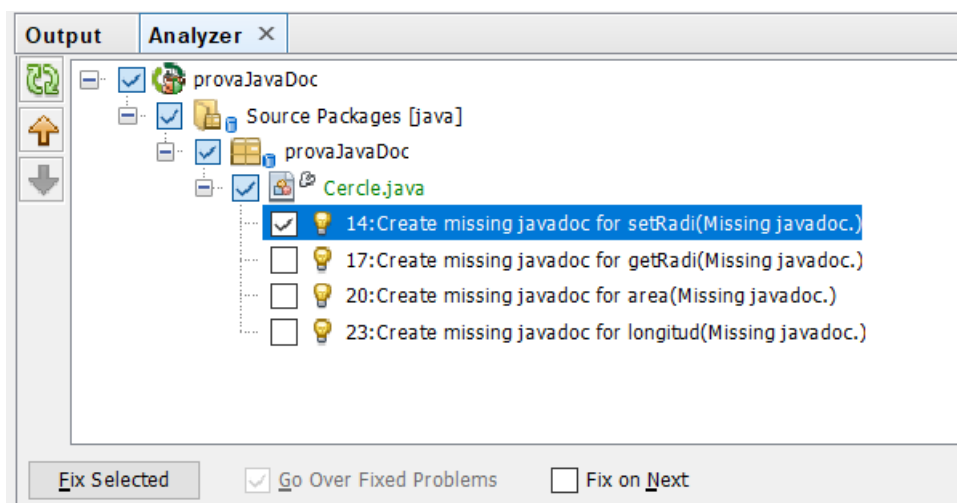 Output Analyzer ×
provaJavaDoc
Source Packages [java]
provaJavaDoc
Cercle.java
14:Create missing javadoc for setRadi(Missing javadoc.)
17:Create missing javadoc for getRadi(Missing javadoc.)
20:Create missing javadoc for area(Missing javadoc.)
23:Create missing javadoc for longitud(Missing javadoc.)
Fix Selected Go Over Fixed Problems Fix on Next